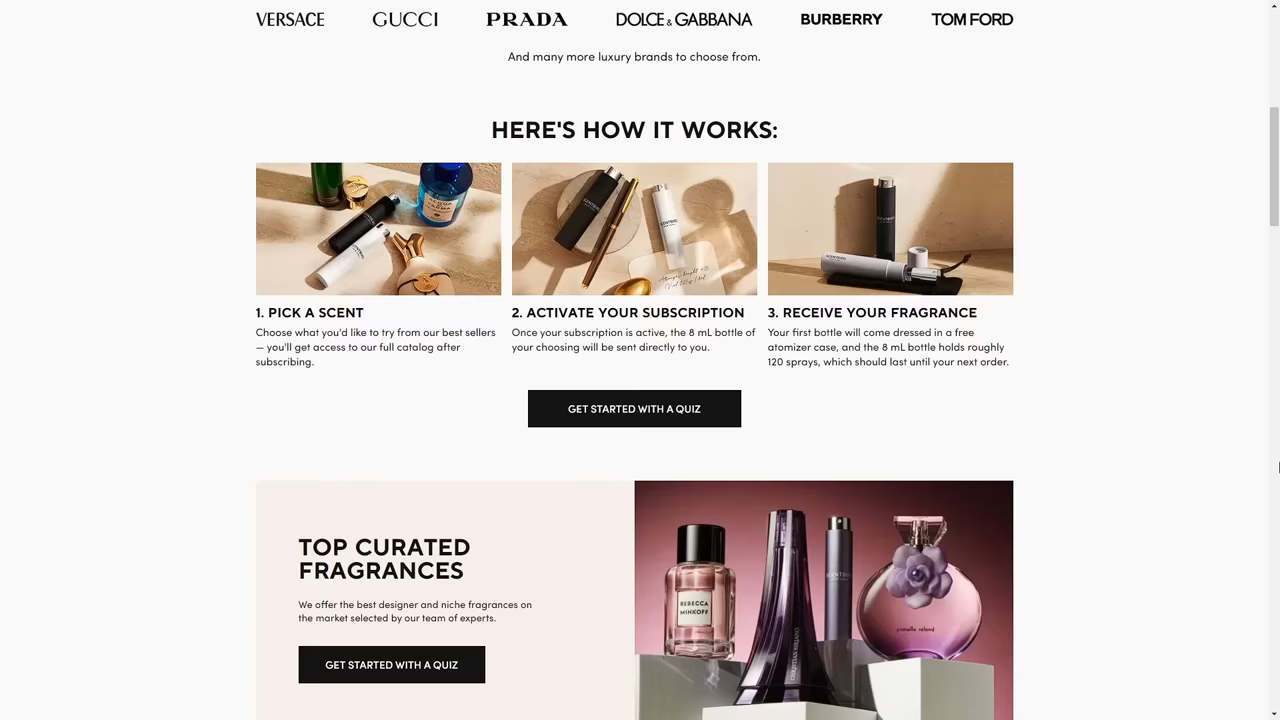 VERSACE GUCCI PRADA DOLCE & GABBANA BURBERRY TOM FORD
And many more luxury brands to choose from.
HERE'S HOW IT WORKS:
1. PICK A SCENT
Choose what you'd like to try from our best sellers
— you'll get access to our full catalog after
subscribing.
2. ACTIVATE YOUR SUBSCRIPTION
Once your subscription is active, the 8 mL bottle of
your choosing will be sent directly to you.
3. RECEIVE YOUR FRAGRANCE
Your first bottle will come dressed in a free
atomizer case, and the 8 mL bottle holds roughly
120 sprays, which should last until your next order.
GET STARTED WITH A QUIZ
TOP CURATED
FRAGRANCES
We offer the best designer and niche fragrances on
the market selected by our team of experts.
GET STARTED WITH A QUIZ
REBECCA
MINKOFF
SCENTBIRD
CHRISTIAN SIRIANO